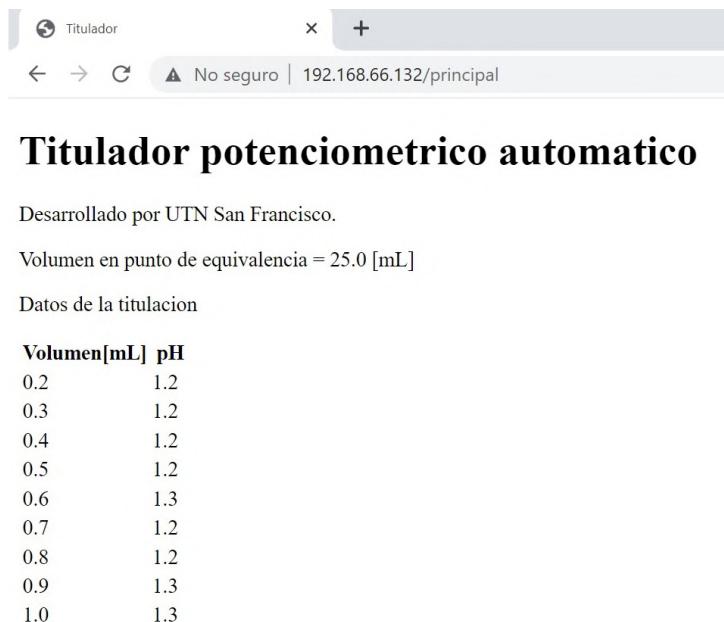 Titulador
No seguro | 192.168.66.132/principal
Titulador potenciometrico automatico
Desarrollado por UTN San Francisco.
Volumen en punto de equivalencia = 25.0 [mL]
Datos de la titulacion
Volumen[mL] pH
0.2 1.2
0.3 1.2
0.4 1.2
0.5 1.2
0.6 1.3
0.7 1.2
0.8 1.2
0.9 1.3
1.0 1.3